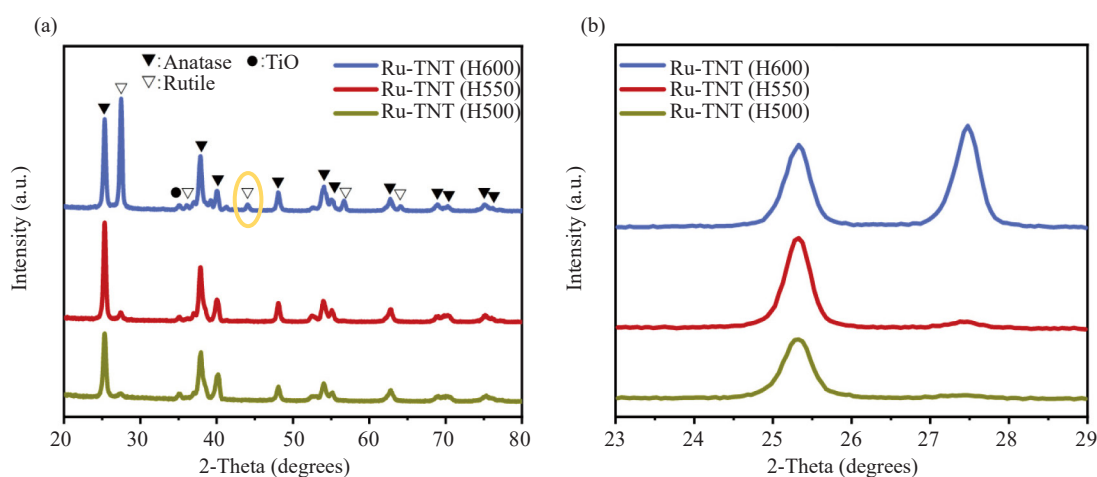 (a)
▼:Anatase ●:TiO
▽:Rutile
Ru-TNT (H600)
Ru-TNT (H550)
Ru-TNT (H500)
Intensity (a.u.)
20 30 40 50 60 70 80
2-Theta (degrees)
(b)
Ru-TNT (H600)
Ru-TNT (H550)
Ru-TNT (H500)
Intensity (a.u.)
23 24 25 26 27 28 29
2-Theta (degrees)